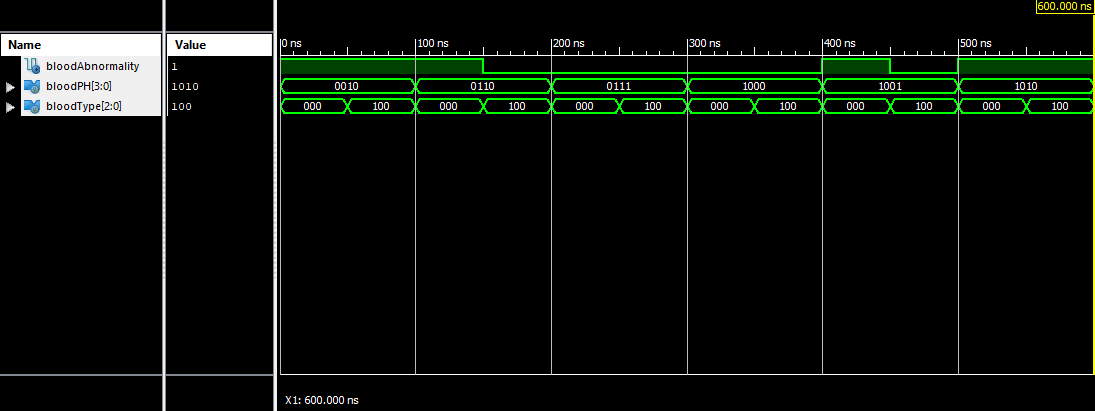 600.000 ns
Name Value 0 ns 100 ns 200 ns 300 ns 400 ns 500 ns
bloodAbnormality 1
bloodPH[3:0] 1010 0010 0110 0111 1000 1001 1010
bloodType[2:0] 100 000 100 000 100 000 100 000 100 000 100 000 100
X1: 600.000 ns